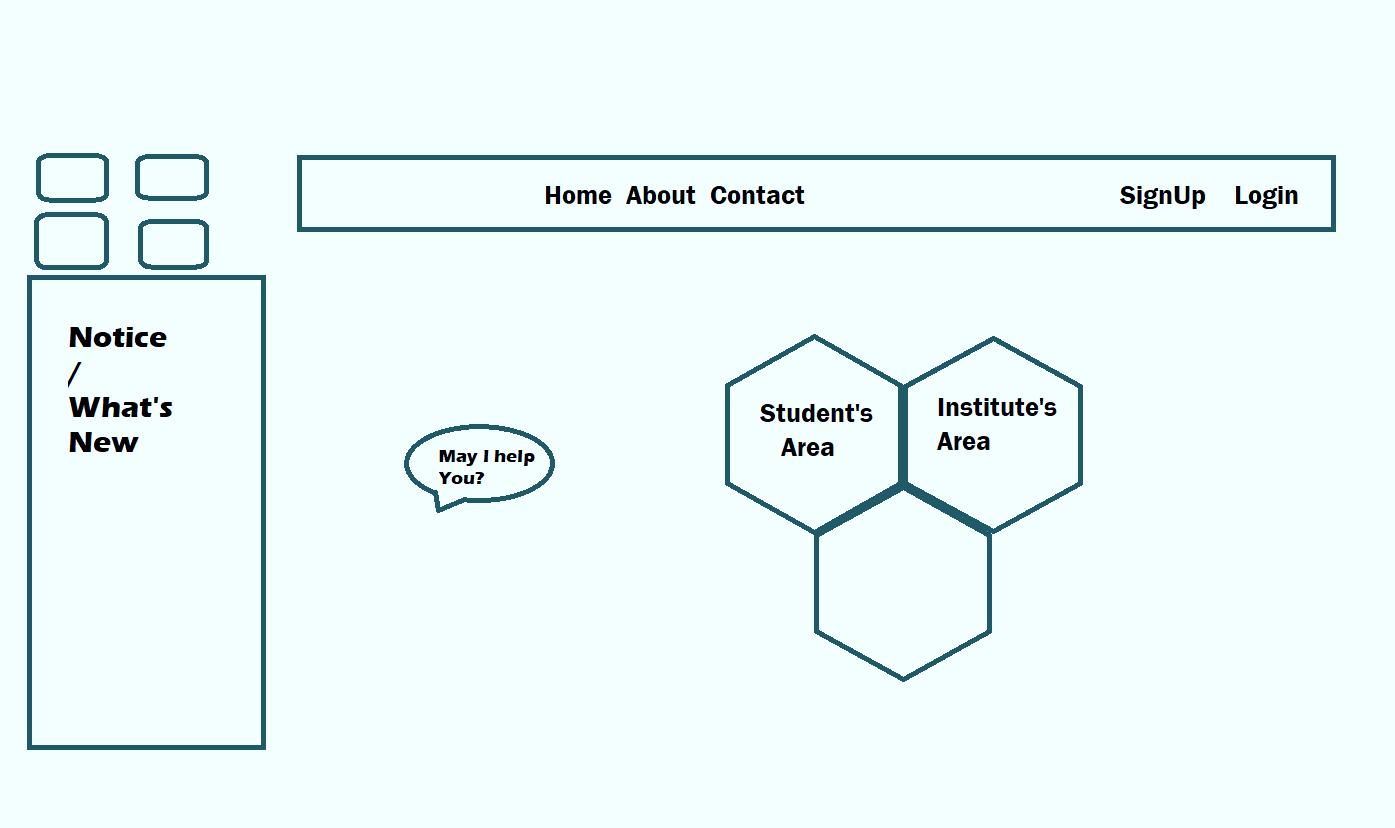 Home About Contact SignUp Login
Notice
/
What's
New
May I help
You?
Student's
Area
Institute's
Area